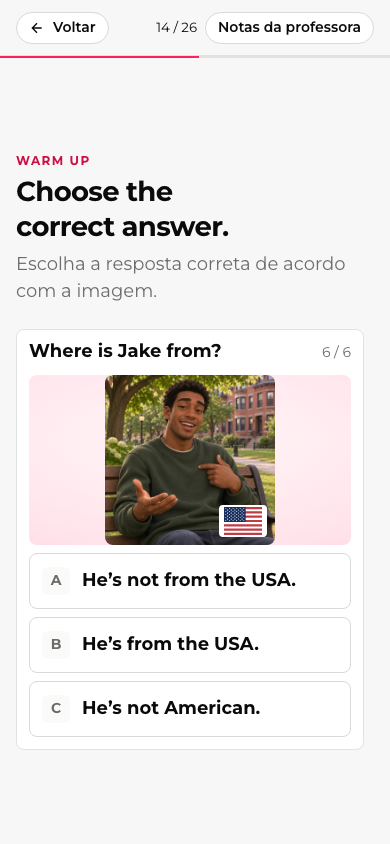 Voltar
14 / 26
Notas da professora
WARM UP
Choose the
correct answer.
Escolha a resposta correta de acordo
com a imagem.
Where is Jake from?
6 / 6
A He’s not from the USA.
B He’s from the USA.
C He’s not American.